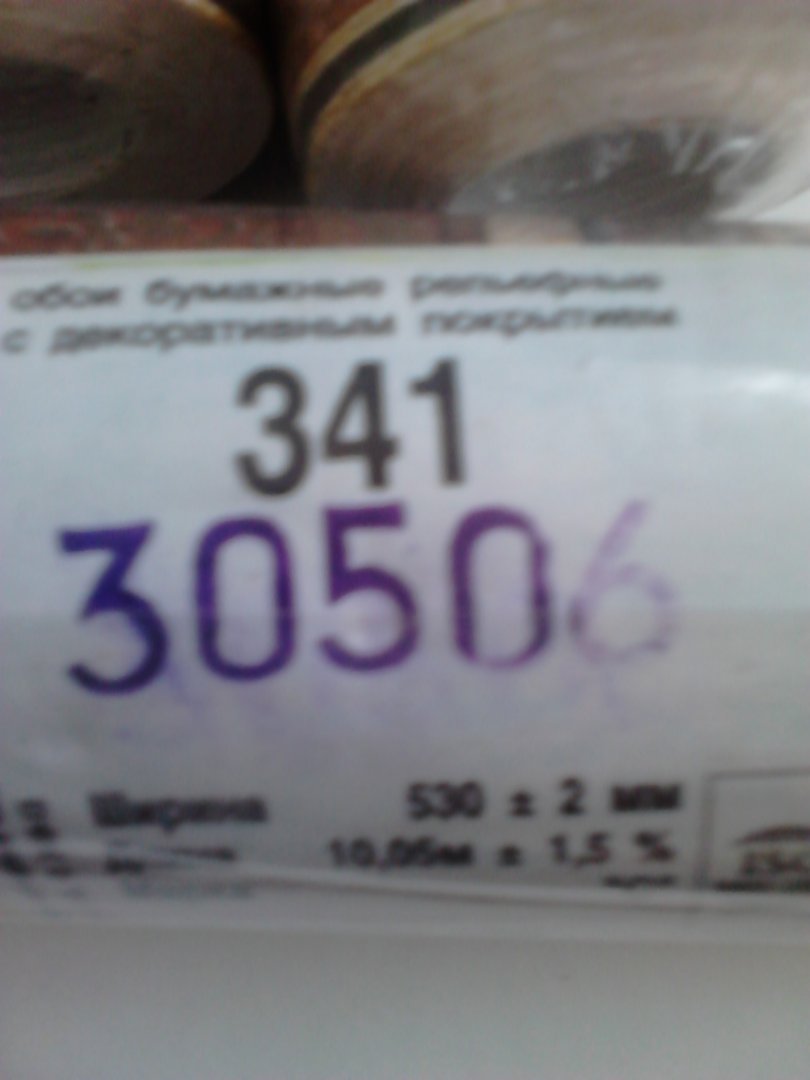 обои бумажные рельефные
с декоративным покрытием
341
30506
Ширина 530 ± 2 мм
10,05м ± 1,5 %